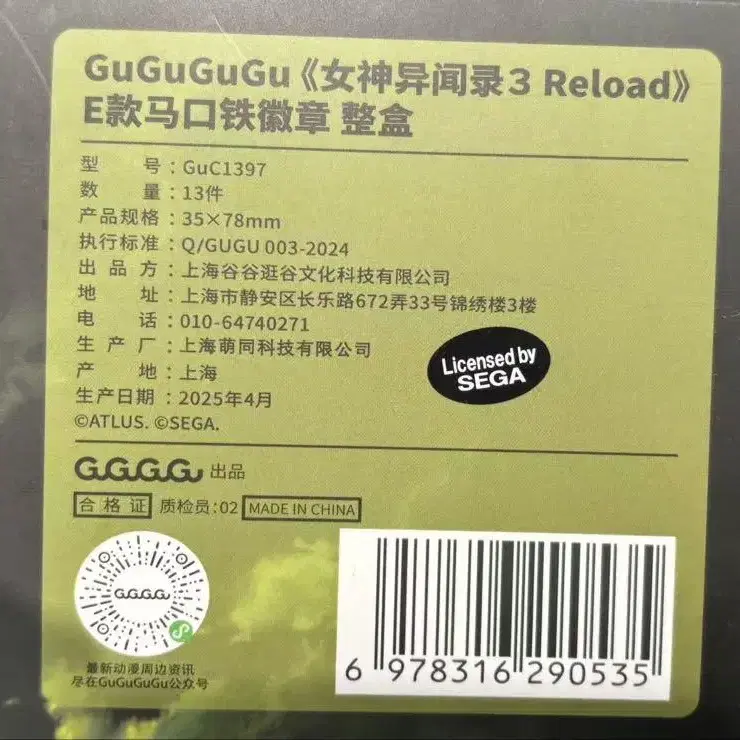 GuGuGuGu《女神异闻录3 Reload》
E款马口铁徽章 整盒
型 号：GuC1397
数 量：13件
产品规格：35×78mm
执行标准：Q/GUGU 003-2024
出 品 方：上海谷谷逛谷文化科技有限公司
地 址：上海市静安区长乐路672弄33号锦绣楼3楼
电 话：010-64740271
生 产 厂：上海萌同科技有限公司
产 地：上海
生产日期：2025年4月
©ATLUS. ©SEGA.
Licensed by
SEGA
GuGuGuGu 出品
合格证 质检员：02 MADE IN CHINA
GuGuGuGu
最新动漫周边资讯
尽在GuGuGuGu公众号
6 978316 290535